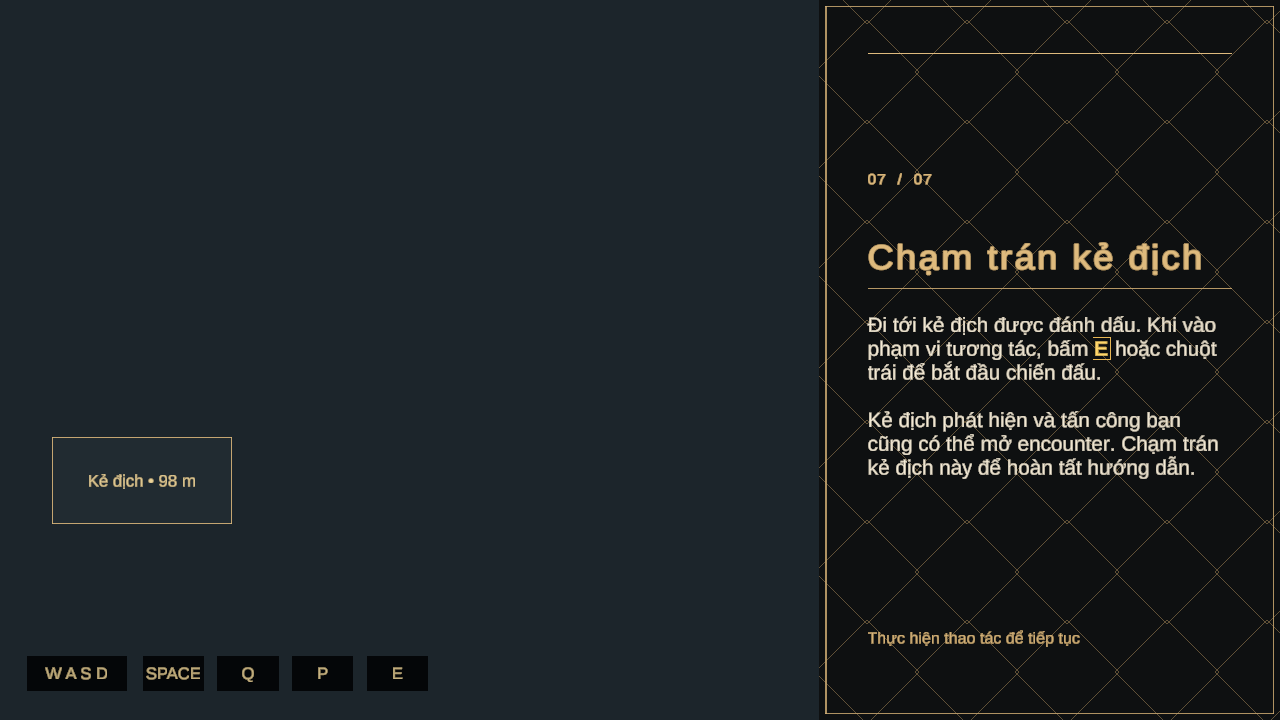 07 / 07
Chạm trán kẻ địch
Đi tới kẻ địch được đánh dấu. Khi vào
phạm vi tương tác, bấm E hoặc chuột
trái để bắt đầu chiến đấu.
Kẻ địch phát hiện và tấn công bạn
cũng có thể mở encounter. Chạm trán
kẻ địch này để hoàn tất hướng dẫn.
Kẻ địch • 98 m
Thực hiện thao tác để tiếp tục
W A S D SPACE Q P E